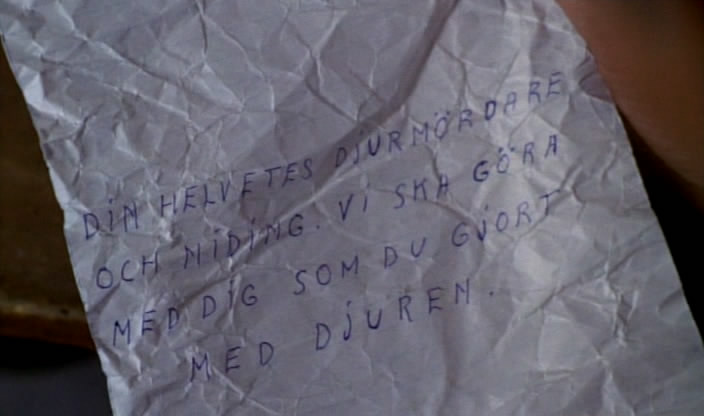 DIN HELVETES DJURMÖRDARE
OCH NIDING. VI SKA GÖRA
MED DIG SOM DU GJORT
MED DJUREN.